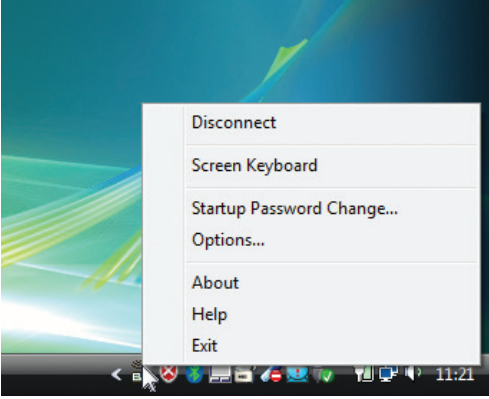 Disconnect
Screen Keyboard
Startup Password Change...
Options...
About
Help
Exit
11:21